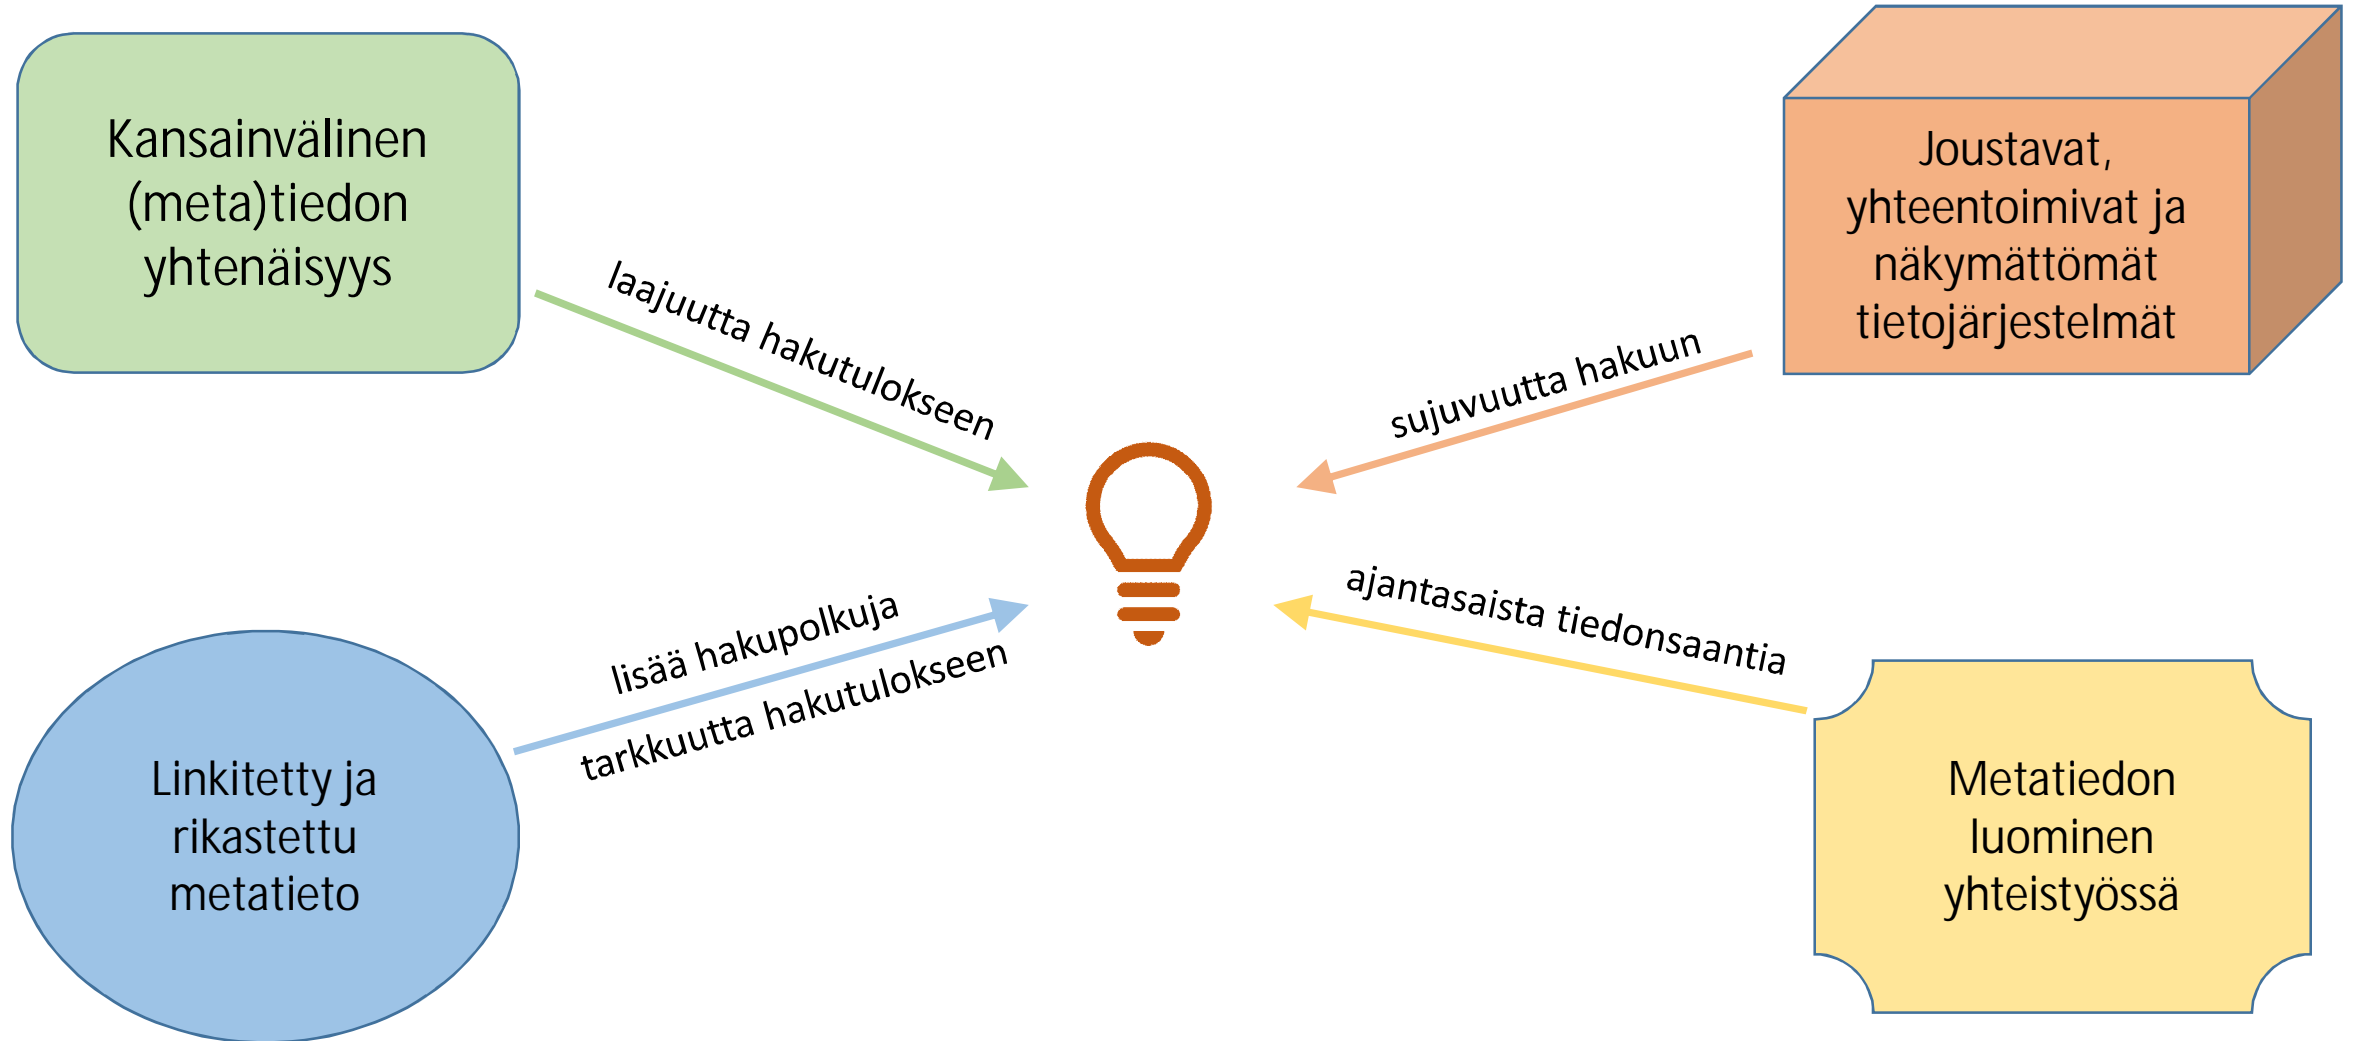 Kansainvälinen
(meta)tiedon
yhtenäisyys
laajuutta hakutulokseen
Joustavat,
yhteentoimivat ja
näkymättömät
tietojärjestelmät
sujuvuutta hakuun
Linkitetty ja
rikastettu
metatieto
lisää hakupolkuja
tarkkuutta hakutulokseen
ajantasaista tiedonsaantia
Metatiedon
luominen
yhteistyössä